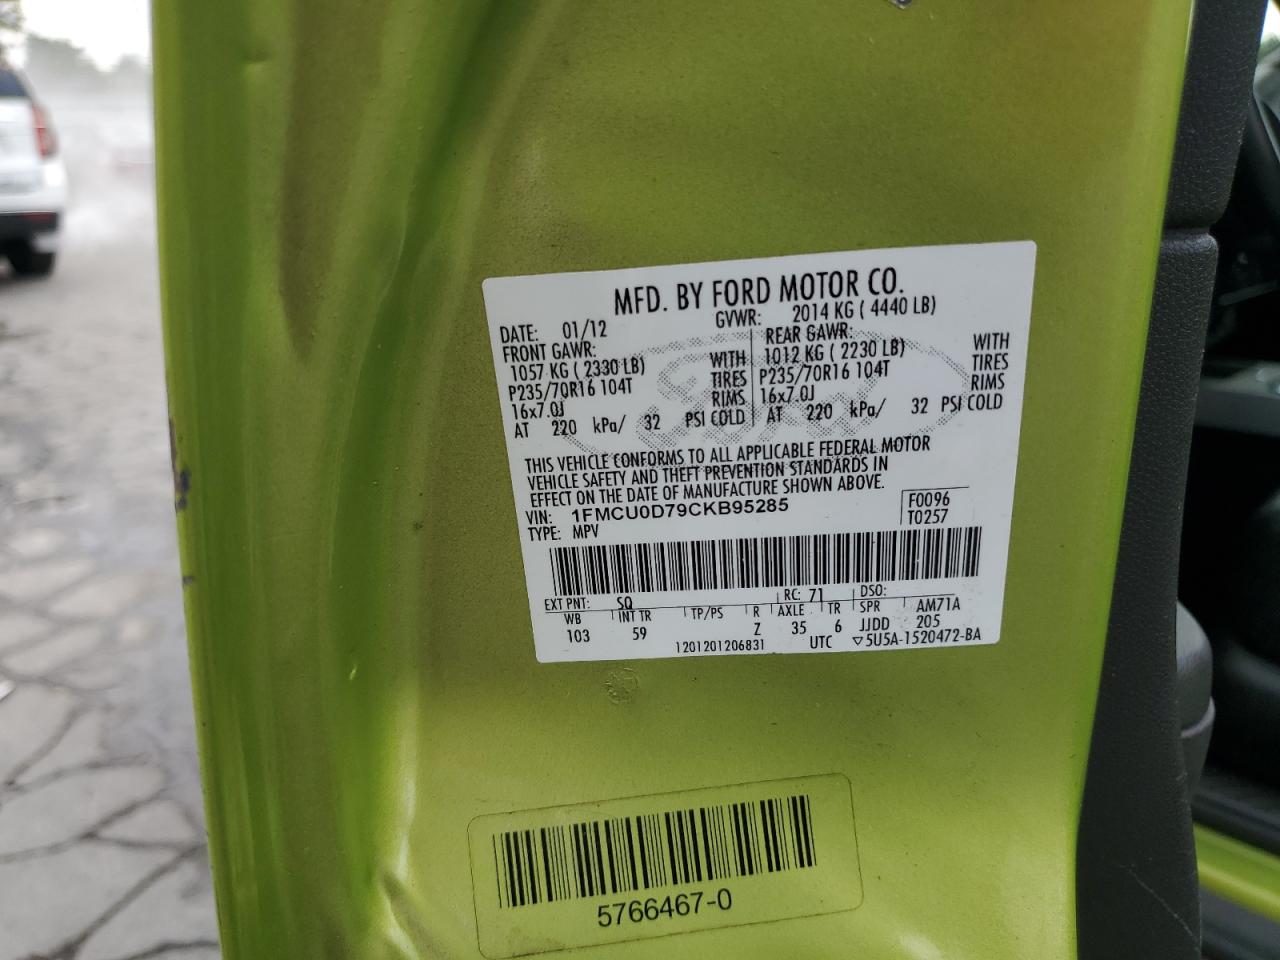 MFD. BY FORD MOTOR CO.
DATE: 01/12 GVWR: 2014 KG ( 4440 LB)
FRONT GAWR: REAR GAWR:
1057 KG ( 2330 LB) WITH 1012 KG ( 2230 LB) WITH
P235/70R16 104T TIRES P235/70R16 104T TIRES
16x7.0J RIMS 16x7.0J RIMS
AT 220 kPa/ 32 PSI COLD AT 220 kPa/ 32 PSI COLD
THIS VEHICLE CONFORMS TO ALL APPLICABLE FEDERAL MOTOR
VEHICLE SAFETY AND THEFT PREVENTION STANDARDS IN
EFFECT ON THE DATE OF MANUFACTURE SHOWN ABOVE.
VIN: 1FMCU0D79CKB95285 F0096
TYPE: MPV T0257
EXT PNT: SQ RC: 71 DSO:
WB INT TR TP/PS R AXLE TR SPR AM71A
103 59 Z 35 6 JJDD 205
1201201206831 UTC ▽5U5A-1520472-BA
5766467-0